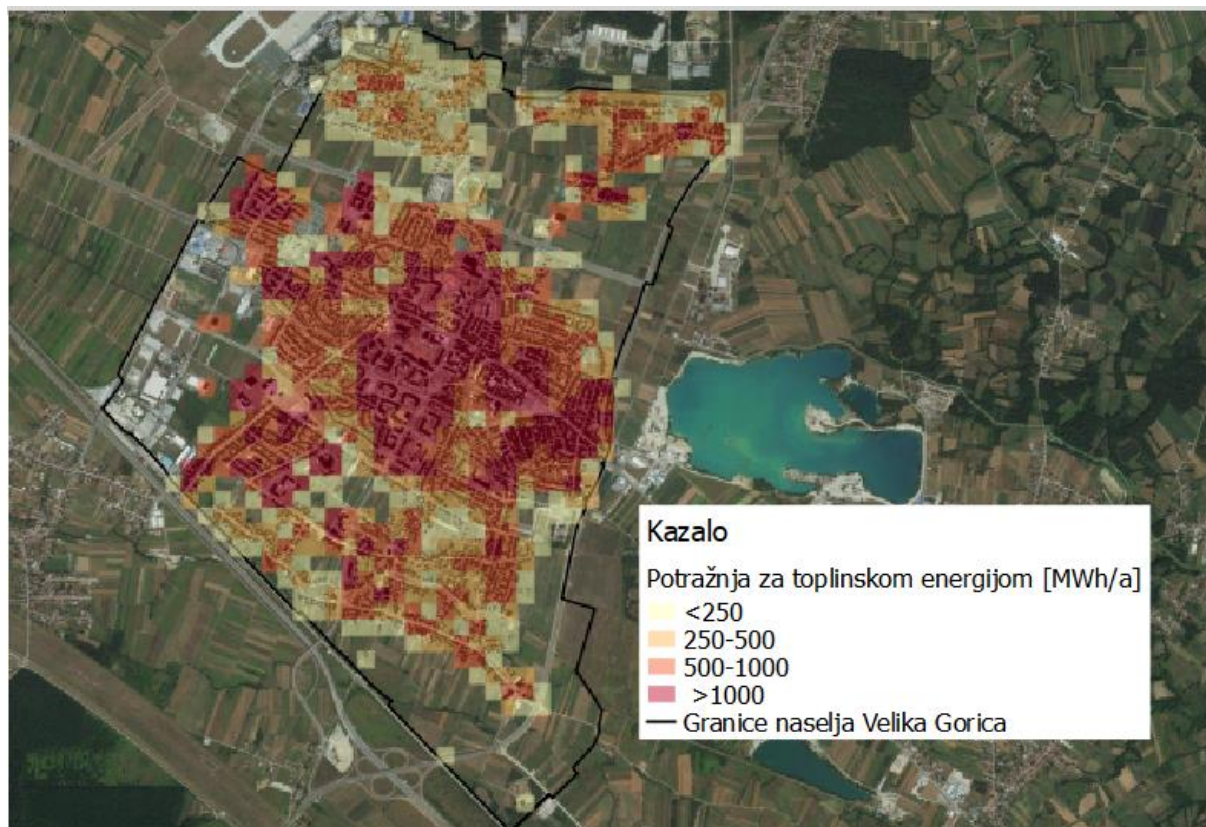 Kazalo
Potražnja za toplinskom energijom [MWh/a]
<250
250-500
500-1000
>1000
Granice naselja Velika Gorica